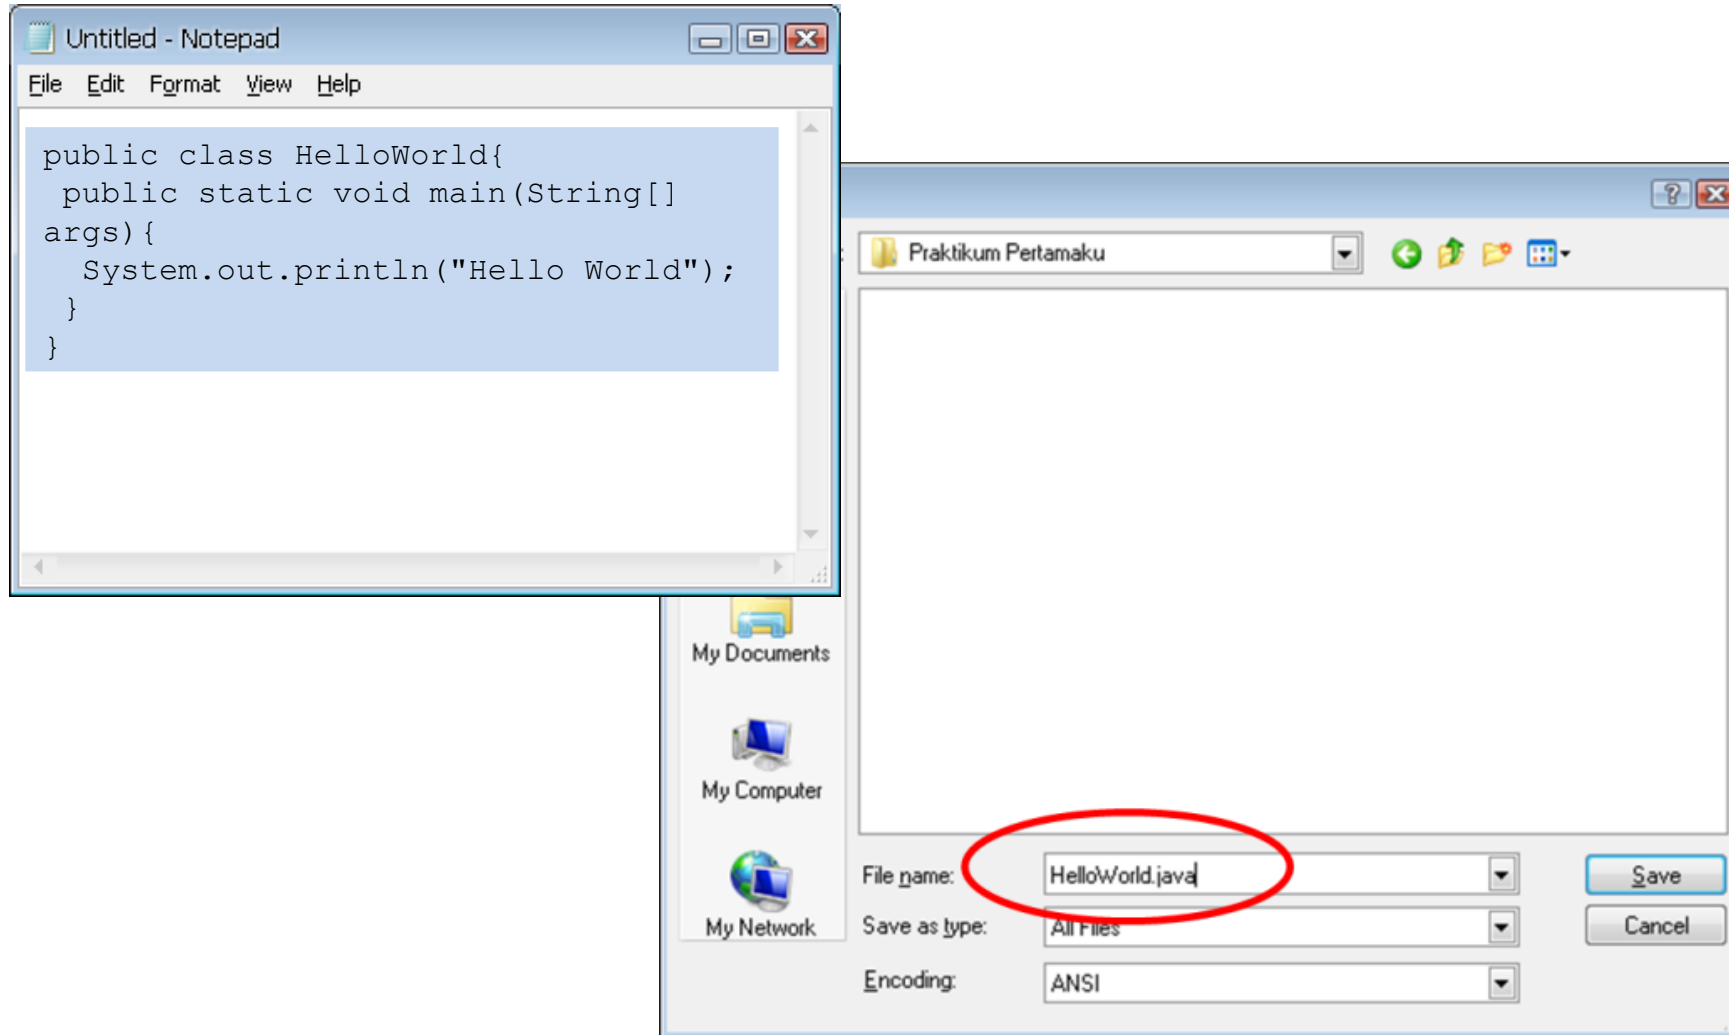 Untitled - Notepad
File Edit Format View Help
public class HelloWorld{
public static void main(String[]
args){
System.out.println("Hello World");
}
}
Praktikum Pertamaku
My Documents
My Computer
My Network
File name: HelloWorld.java Save
Save as type: All Files Cancel
Encoding: ANSI